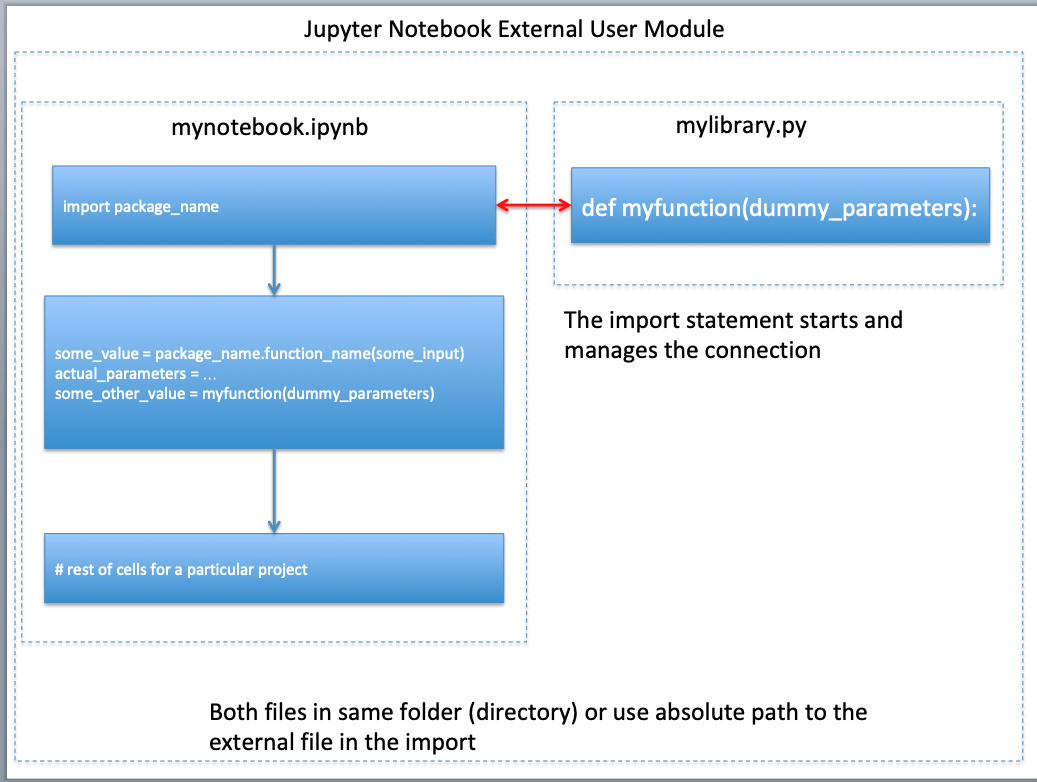 Jupyter Notebook External User Module
mynotebook.ipynb
import package_name
some_value = package_name.function_name(some_input)
actual_parameters = ...
some_other_value = myfunction(dummy_parameters)
# rest of cells for a particular project
mylibrary.py
def myfunction(dummy_parameters):
The import statement starts and
manages the connection
Both files in same folder (directory) or use absolute path to the
external file in the import